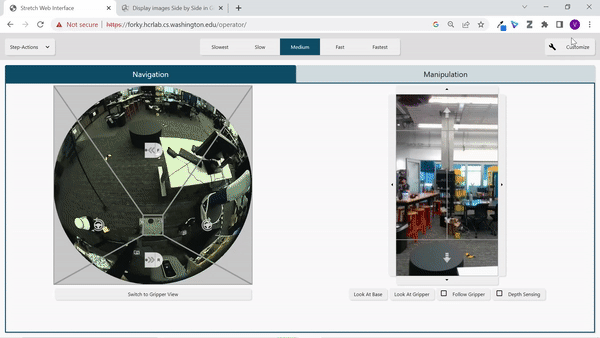 Stretch Web Interface
Display images Side by Side in G
Not secure
https://forky.hcrlab.cs.washington.edu/operator/
Step-Actions
Slowest
Slow
Medium
Fast
Fastest
Customize
Navigation
Manipulation
Switch to Gripper View
Look At Base
Look At Gripper
Follow Gripper
Depth Sensing